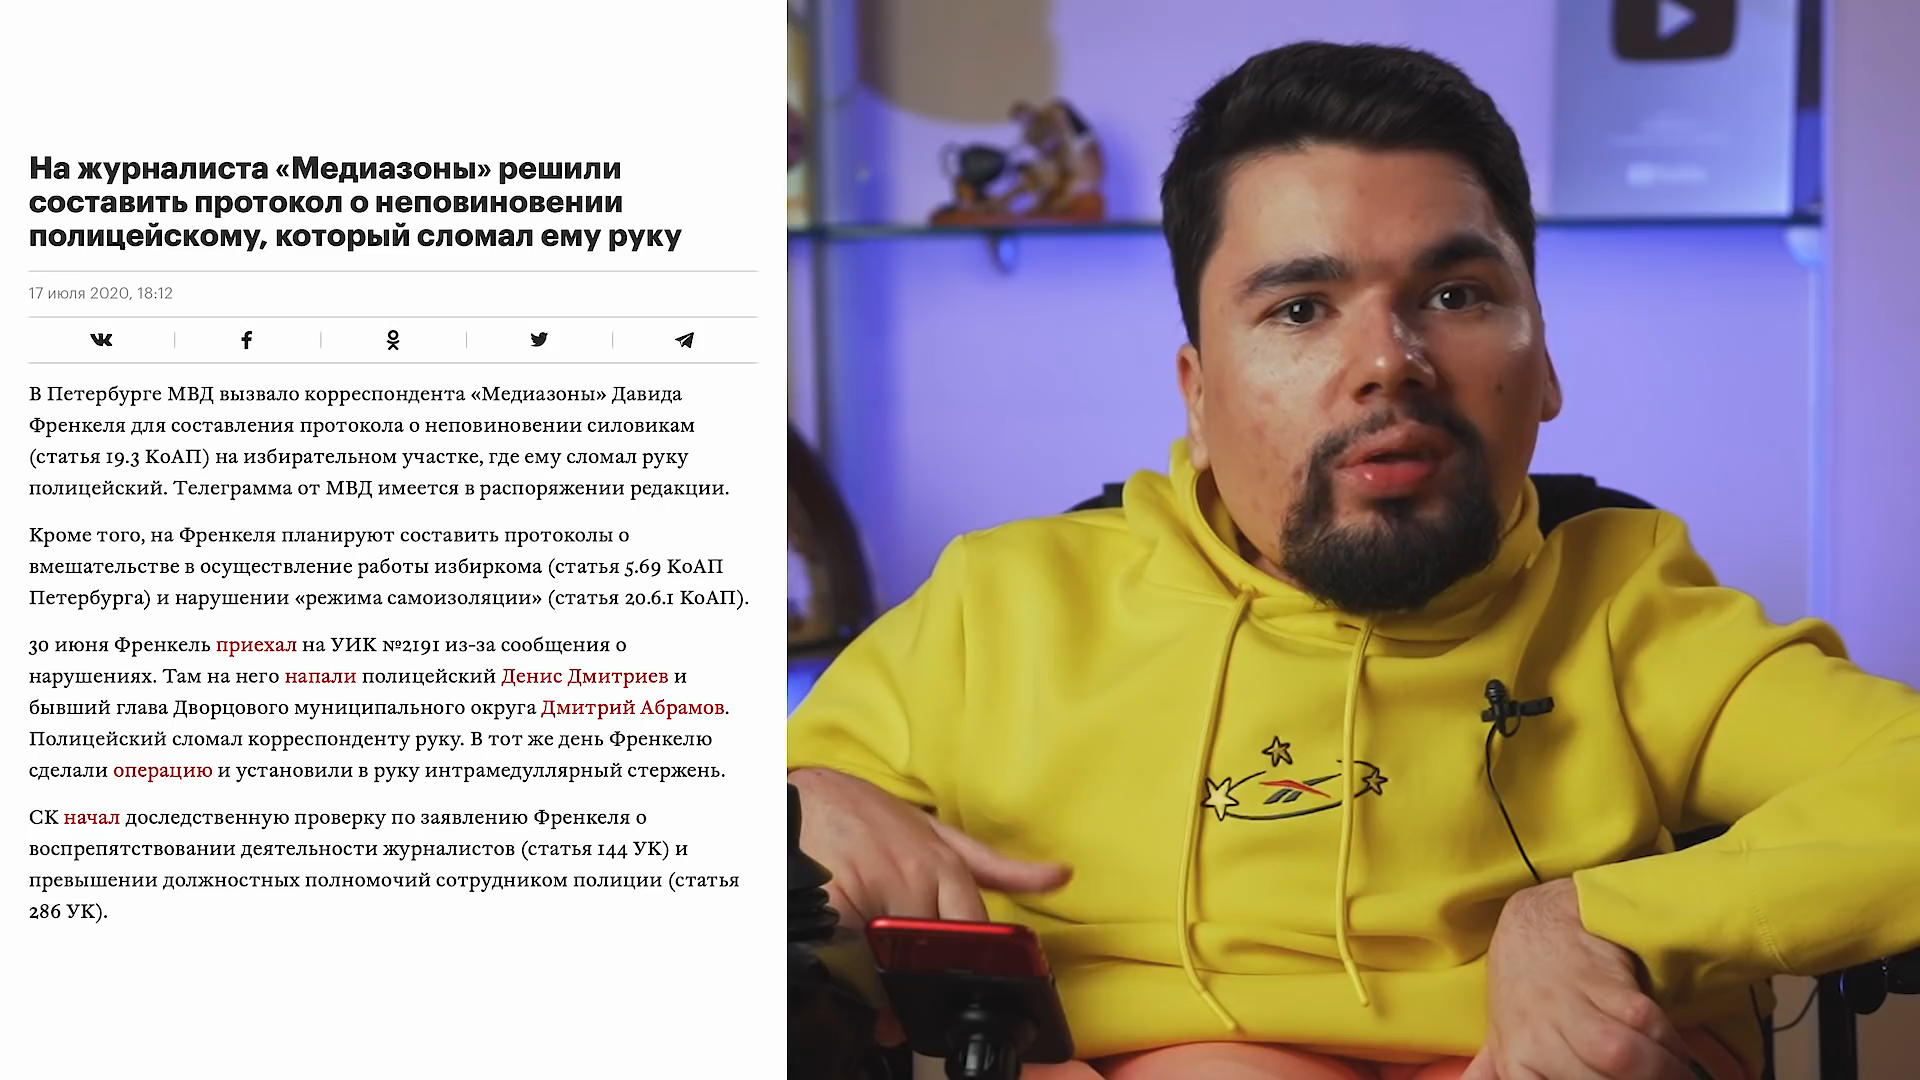 На журналиста «Медиазоны» решили
составить протокол о неповиновении
полицейскому, который сломал ему руку
17 июля 2020, 18:12
В Петербурге МВД вызвало корреспондента «Медиазоны» Давида
Френкеля для составления протокола о неповиновении силовикам
(статья 19.3 КоАП) на избирательном участке, где ему сломал руку
полицейский. Телеграмма от МВД имеется в распоряжении редакции.
Кроме того, на Френкеля планируют составить протоколы о
вмешательстве в осуществление работы избиркома (статья 5.69 КоАП
Петербурга) и нарушении «режима самоизоляции» (статья 20.6.1 КоАП).
30 июня Френкель приехал на УИК №2191 из-за сообщения о
нарушениях. Там на него напали полицейский Денис Дмитриев и
бывший глава Дворцового муниципального округа Дмитрий Абрамов.
Полицейский сломал корреспонденту руку. В тот же день Френкелю
сделали операцию и установили в руку интрамедуллярный стержень.
СК начал доследственную проверку по заявлению Френкеля о
воспрепятствовании деятельности журналистов (статья 144 УК) и
превышении должностных полномочий сотрудником полиции (статья
286 УК).